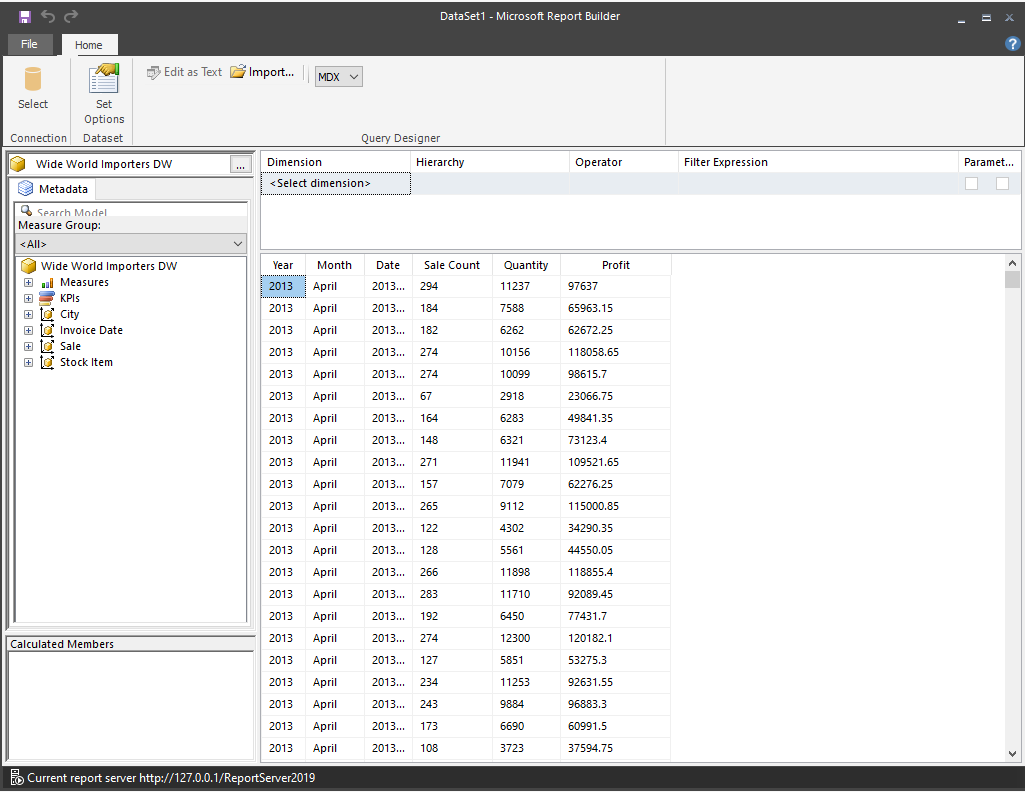 DataSet1 - Microsoft Report Builder
File Home
Edit as Text Import... MDX
Select Set Options
Connection Dataset Query Designer
Wide World Importers DW ...
Metadata
Search Model
Measure Group:
<All>
Wide World Importers DW
Measures
KPIs
City
Invoice Date
Sale
Stock Item
Calculated Members
Dimension Hierarchy Operator Filter Expression Paramet...
<Select dimension>
Year Month Date Sale Count Quantity Profit
2013 April 2013... 294 11237 97637
2013 April 2013... 184 7588 65963.15
2013 April 2013... 182 6262 62672.25
2013 April 2013... 274 10156 118058.65
2013 April 2013... 274 10099 98615.7
2013 April 2013... 67 2918 23066.75
2013 April 2013... 164 6283 49841.35
2013 April 2013... 148 6321 73123.4
2013 April 2013... 271 11941 109521.65
2013 April 2013... 157 7079 62276.25
2013 April 2013... 265 9112 115000.85
2013 April 2013... 122 4302 34290.35
2013 April 2013... 128 5561 44550.05
2013 April 2013... 266 11898 118855.4
2013 April 2013... 283 11710 92089.45
2013 April 2013... 192 6450 77431.7
2013 April 2013... 274 12300 120182.1
2013 April 2013... 127 5851 53275.3
2013 April 2013... 234 11253 92631.55
2013 April 2013... 243 9884 96883.3
2013 April 2013... 173 6690 60991.5
2013 April 2013... 108 3723 37594.75
Current report server http://127.0.0.1/ReportServer2019